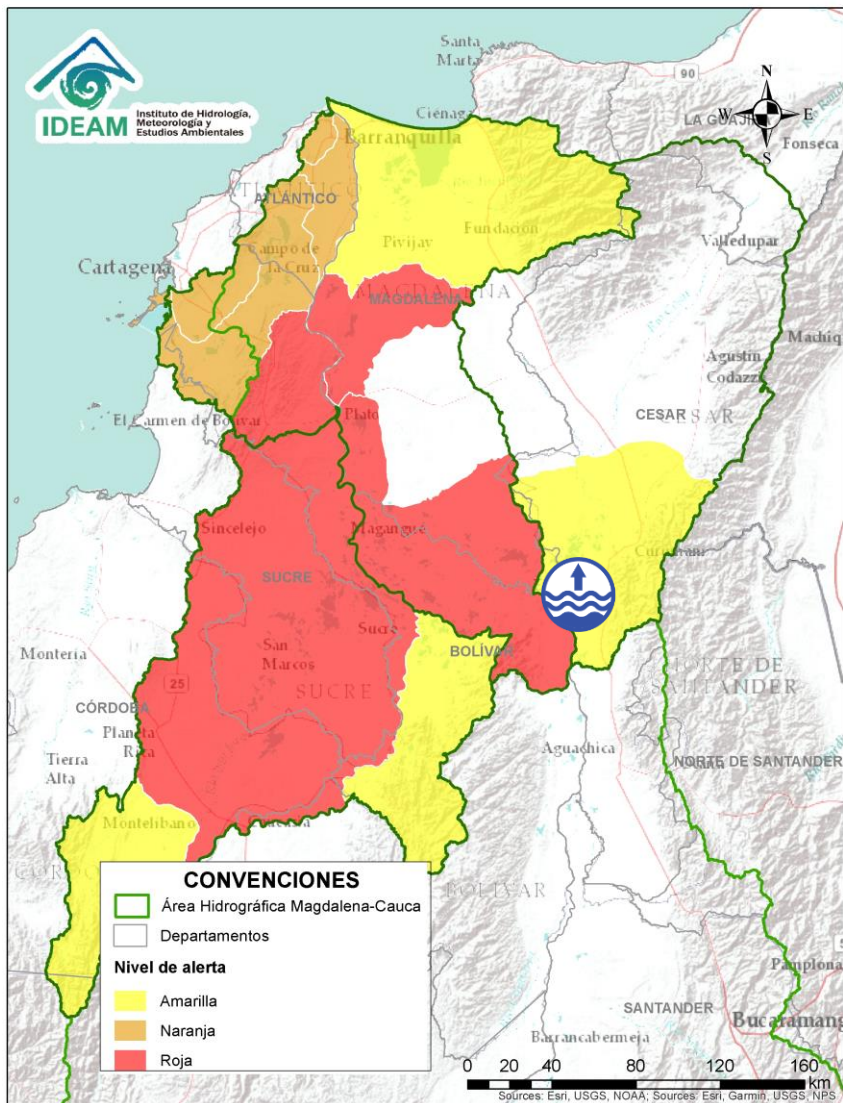 Santa
Marta
90
N
W
E
S
IDEAM
Instituto de Hidrología,
Meteorología y
Estudios Ambientales
Ciénaga
LA GUAJI
Fonseca
Barranquilla
ATLÁNTICO
Campo de
la Cruz
Pivijay
Fundación
Valledupar
Cartagena
MAGDALENA
Agustín
Codazzi
Machiq
CESAR
CESAR
El Carmen de Bolívar
Plato
Sincelejo
Magangué
SUCRE
San
Marcos
Sucre
BOLÍVAR
SUCRE
Montería
25
CÓRDOBA
Planeta
Rica
Tierra
Alta
NORTE DE
SANTANDER
Aguachica
NORTE DE SANTANDER
Montelíbano
BOLÍVAR
CONVENCIONES
Área Hidrográfica Magdalena-Cauca
Departamentos
Nivel de alerta
Amarilla
Naranja
Roja
Pamplona
SANTANDER
Bucaramang
Barrancabermeja
0 20 40 80 120 160
km
Sources: Esri, USGS, NOAA; Sources: Esri, Garmin, USGS, NPS